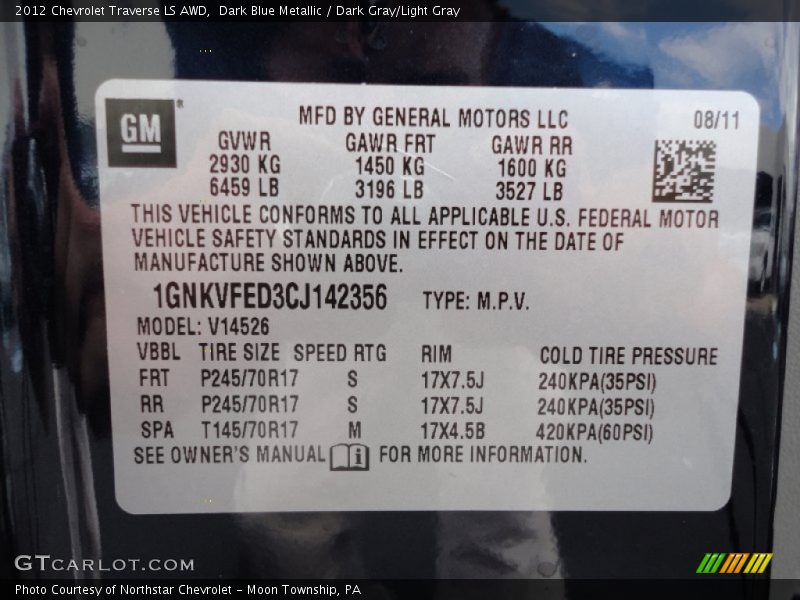 2012 Chevrolet Traverse LS AWD,  Dark Blue Metallic / Dark Gray/Light Gray
GM
*
MFD BY GENERAL MOTORS LLC
08/11
GVWR GAWR FRT GAWR RR
2930 KG 1450 KG 1600 KG
6459 LB 3196 LB 3527 LB
THIS VEHICLE CONFORMS TO ALL APPLICABLE U.S. FEDERAL MOTOR
VEHICLE SAFETY STANDARDS IN EFFECT ON THE DATE OF
MANUFACTURE SHOWN ABOVE.
1GNKVFED3CJ142356 TYPE: M.P.V.
MODEL: V14526
VBBL TIRE SIZE SPEED RTG RIM COLD TIRE PRESSURE
FRT P245/70R17 S 17X7.5J 240KPA(35PSI)
RR P245/70R17 S 17X7.5J 240KPA(35PSI)
SPA T145/70R17 M 17X4.5B 420KPA(60PSI)
SEE OWNER'S MANUAL i FOR MORE INFORMATION.
GTCARLOT.COM
Photo Courtesy of Northstar Chevrolet - Moon Township, PA